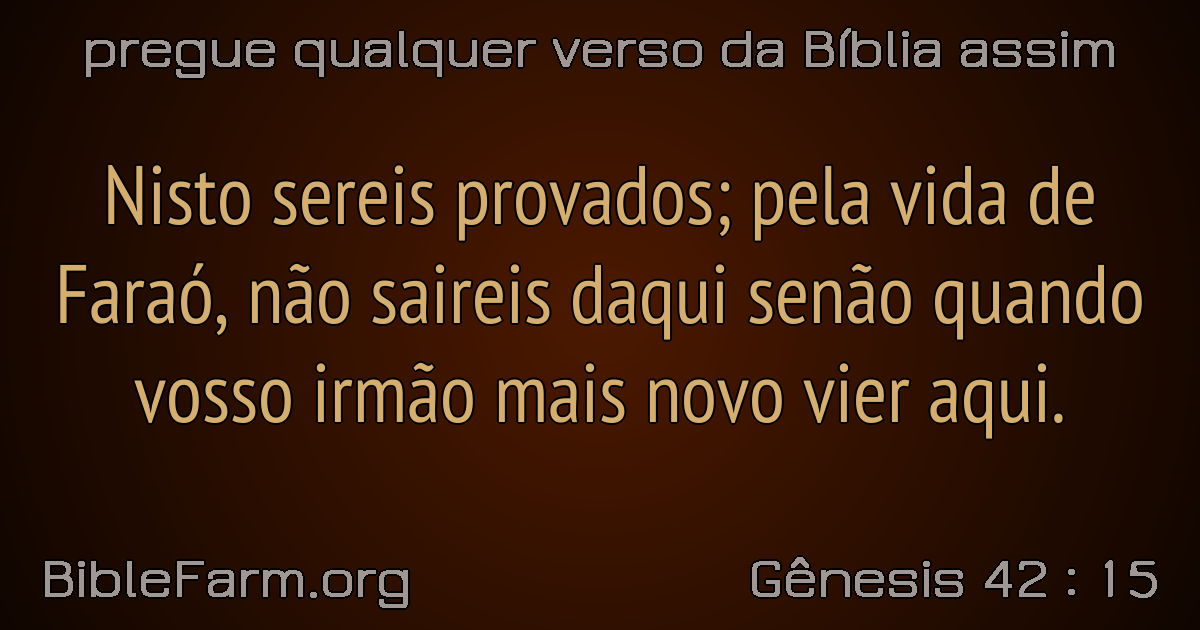 pregue qualquer verso da Bíblia assim
Nisto sereis provados; pela vida de
Faraó, não saireis daqui senão quando
vosso irmão mais novo vier aqui.
BibleFarm.org
Gênesis 42 : 15